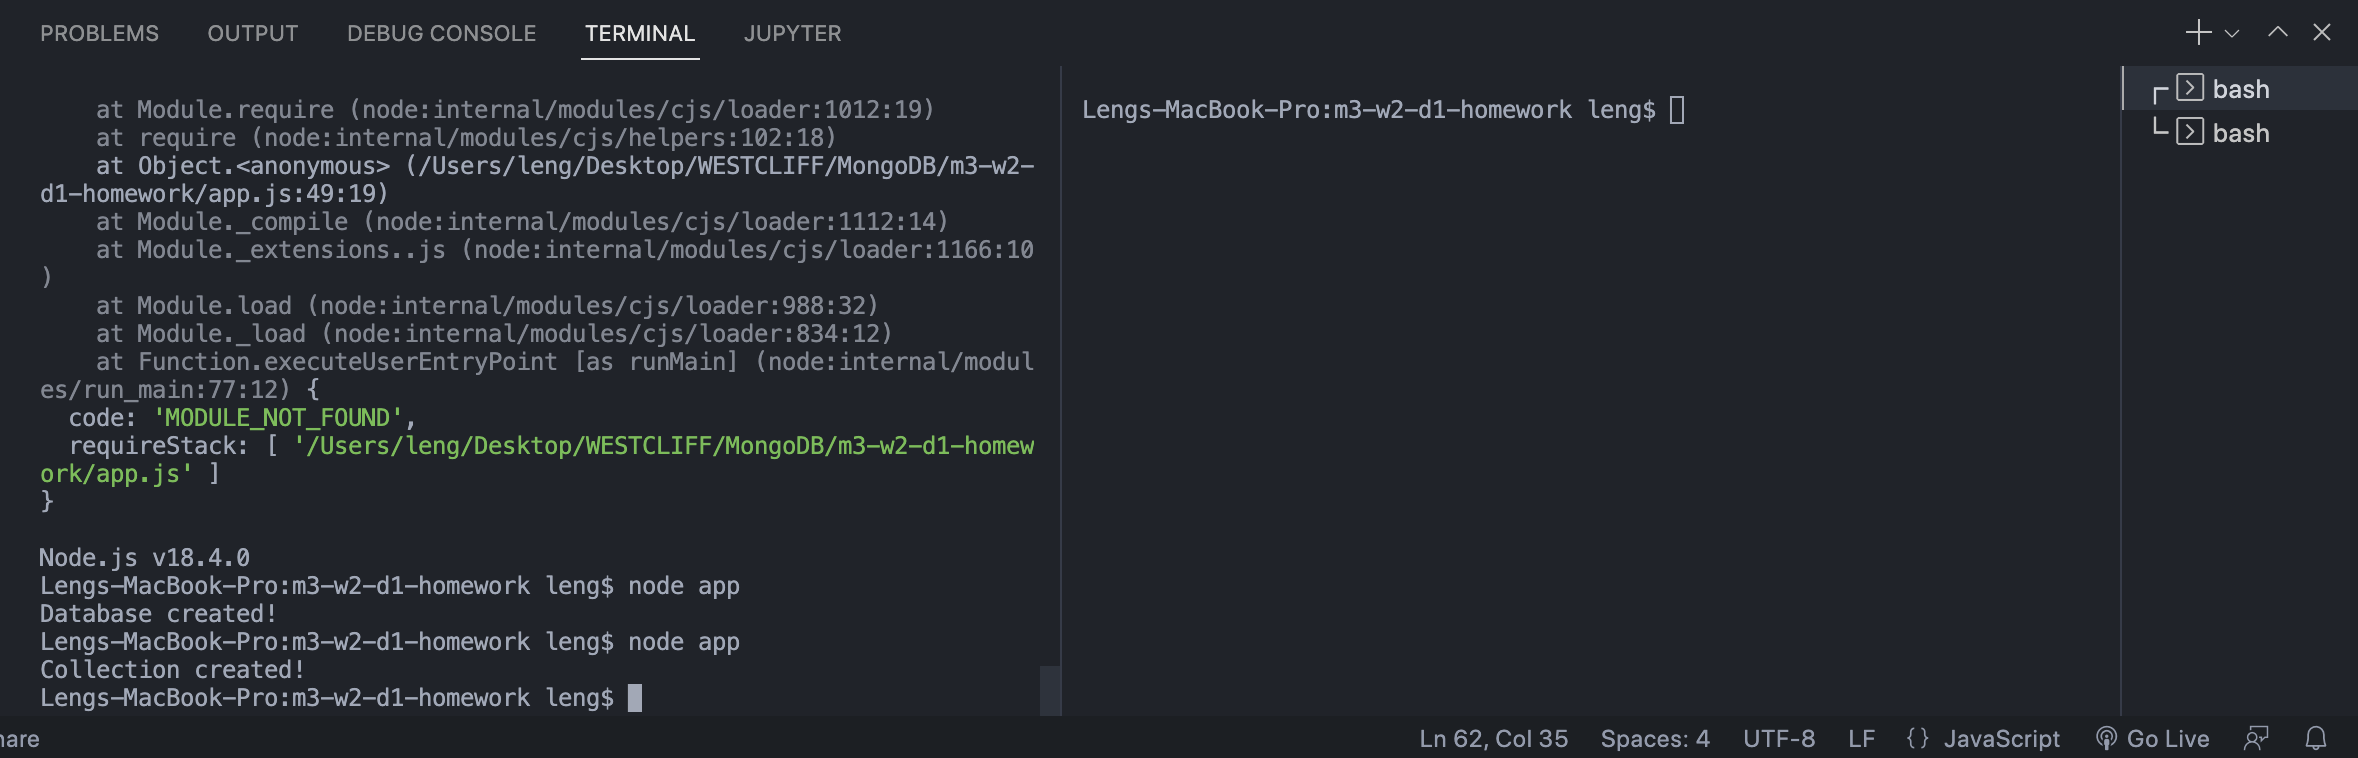 PROBLEMS OUTPUT DEBUG CONSOLE TERMINAL JUPYTER
at Module.require (node:internal/modules/cjs/loader:1012:19)
at require (node:internal/modules/cjs/helpers:102:18)
at Object.<anonymous> (/Users/leng/Desktop/WESTCLIFF/MongoDB/m3-w2-
d1-homework/app.js:49:19)
at Module._compile (node:internal/modules/cjs/loader:1112:14)
at Module._extensions..js (node:internal/modules/cjs/loader:1166:10
)
at Module.load (node:internal/modules/cjs/loader:988:32)
at Module._load (node:internal/modules/cjs/loader:834:12)
at Function.executeUserEntryPoint [as runMain] (node:internal/modul
es/run_main:77:12) {
code: 'MODULE_NOT_FOUND',
requireStack: [ '/Users/leng/Desktop/WESTCLIFF/MongoDB/m3-w2-d1-homew
ork/app.js' ]
}
Node.js v18.4.0
Lengs-MacBook-Pro:m3-w2-d1-homework leng$ node app
Database created!
Lengs-MacBook-Pro:m3-w2-d1-homework leng$ node app
Collection created!
Lengs-MacBook-Pro:m3-w2-d1-homework leng$
Lengs-MacBook-Pro:m3-w2-d1-homework leng$
bash
bash
hare Ln 62, Col 35 Spaces: 4 UTF-8 LF {} JavaScript Go Live